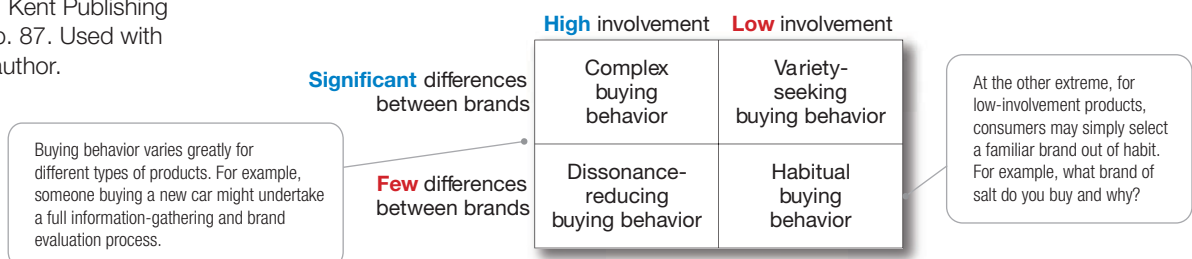 Kent Publishing
p. 87. Used with
author.
High involvement Low involvement
Significant differences
between brands
Complex
buying
behavior
Variety-
seeking
buying behavior
Few differences
between brands
Dissonance-
reducing
buying behavior
Habitual
buying
behavior
Buying behavior varies greatly for
different types of products. For example,
someone buying a new car might undertake
a full information-gathering and brand
evaluation process.
At the other extreme, for
low-involvement products,
consumers may simply select
a familiar brand out of habit.
For example, what brand of
salt do you buy and why?